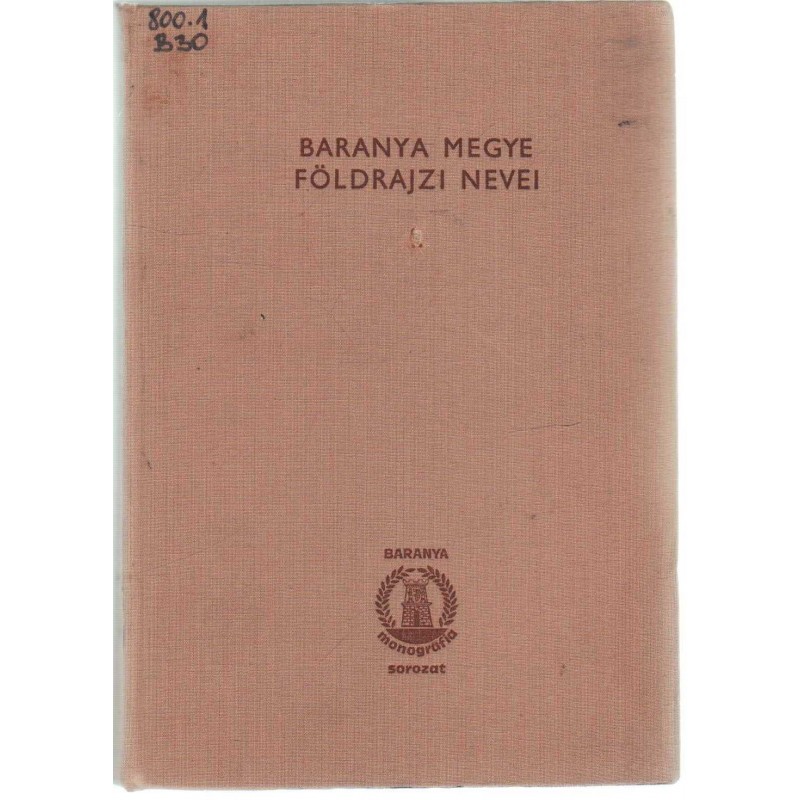 800.1
B30
BARANYA MEGYE
FÖLDRAJZI NEVEI
BARANYA
monográfia
sorozat